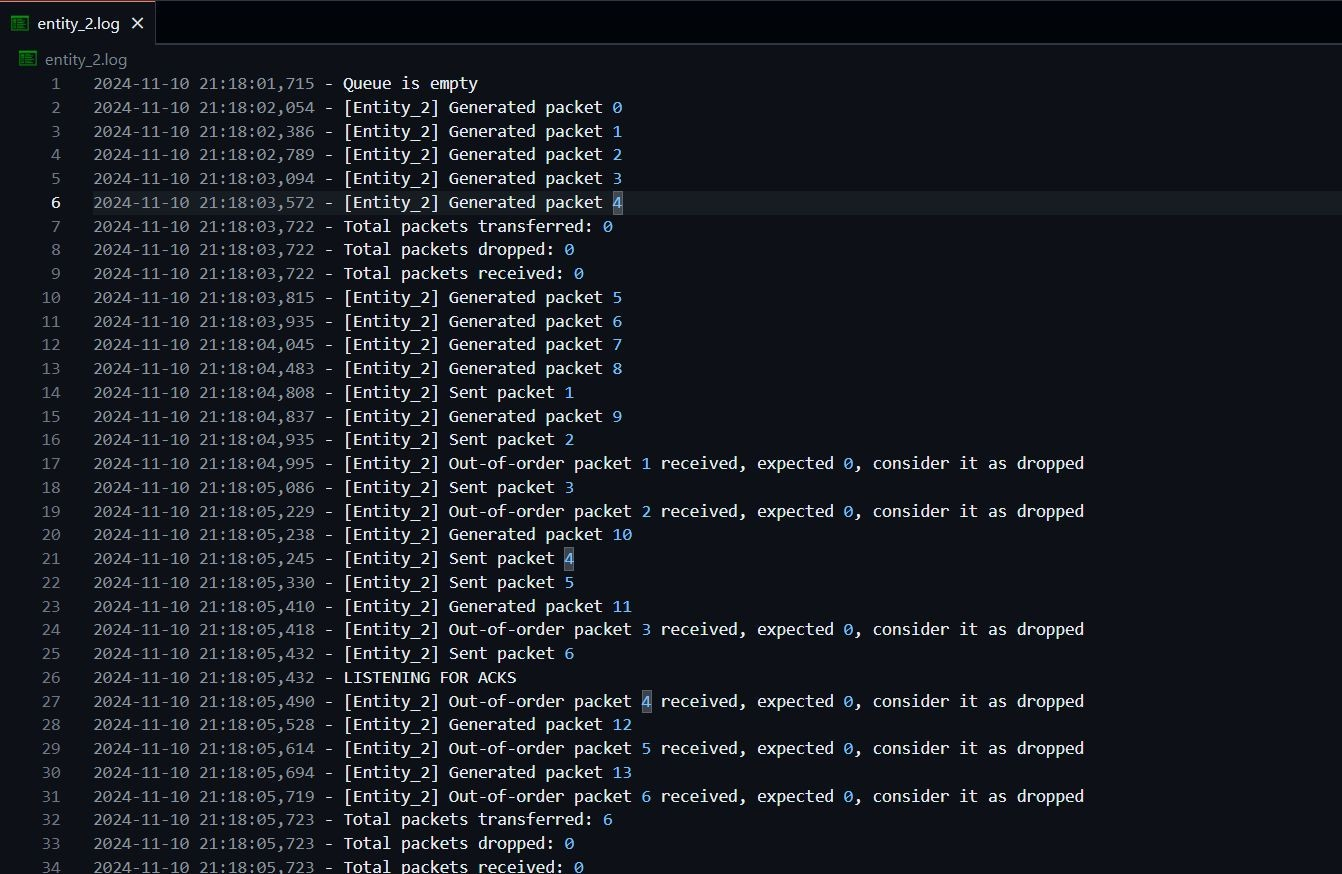 entity_2.log
entity_2.log
1 2024-11-10 21:18:01,715 - Queue is empty
2 2024-11-10 21:18:02,054 - [Entity_2] Generated packet 0
3 2024-11-10 21:18:02,386 - [Entity_2] Generated packet 1
4 2024-11-10 21:18:02,789 - [Entity_2] Generated packet 2
5 2024-11-10 21:18:03,094 - [Entity_2] Generated packet 3
6 2024-11-10 21:18:03,572 - [Entity_2] Generated packet 4
7 2024-11-10 21:18:03,722 - Total packets transferred: 0
8 2024-11-10 21:18:03,722 - Total packets dropped: 0
9 2024-11-10 21:18:03,722 - Total packets received: 0
10 2024-11-10 21:18:03,815 - [Entity_2] Generated packet 5
11 2024-11-10 21:18:03,935 - [Entity_2] Generated packet 6
12 2024-11-10 21:18:04,045 - [Entity_2] Generated packet 7
13 2024-11-10 21:18:04,483 - [Entity_2] Generated packet 8
14 2024-11-10 21:18:04,808 - [Entity_2] Sent packet 1
15 2024-11-10 21:18:04,837 - [Entity_2] Generated packet 9
16 2024-11-10 21:18:04,935 - [Entity_2] Sent packet 2
17 2024-11-10 21:18:04,995 - [Entity_2] Out-of-order packet 1 received, expected 0, consider it as dropped
18 2024-11-10 21:18:05,086 - [Entity_2] Sent packet 3
19 2024-11-10 21:18:05,229 - [Entity_2] Out-of-order packet 2 received, expected 0, consider it as dropped
20 2024-11-10 21:18:05,238 - [Entity_2] Generated packet 10
21 2024-11-10 21:18:05,245 - [Entity_2] Sent packet 4
22 2024-11-10 21:18:05,330 - [Entity_2] Sent packet 5
23 2024-11-10 21:18:05,410 - [Entity_2] Generated packet 11
24 2024-11-10 21:18:05,418 - [Entity_2] Out-of-order packet 3 received, expected 0, consider it as dropped
25 2024-11-10 21:18:05,432 - [Entity_2] Sent packet 6
26 2024-11-10 21:18:05,432 - LISTENING FOR ACKS
27 2024-11-10 21:18:05,490 - [Entity_2] Out-of-order packet 4 received, expected 0, consider it as dropped
28 2024-11-10 21:18:05,528 - [Entity_2] Generated packet 12
29 2024-11-10 21:18:05,614 - [Entity_2] Out-of-order packet 5 received, expected 0, consider it as dropped
30 2024-11-10 21:18:05,694 - [Entity_2] Generated packet 13
31 2024-11-10 21:18:05,719 - [Entity_2] Out-of-order packet 6 received, expected 0, consider it as dropped
32 2024-11-10 21:18:05,723 - Total packets transferred: 6
33 2024-11-10 21:18:05,723 - Total packets dropped: 0
34 2024-11-10 21:18:05,723 - Total packets received: 0